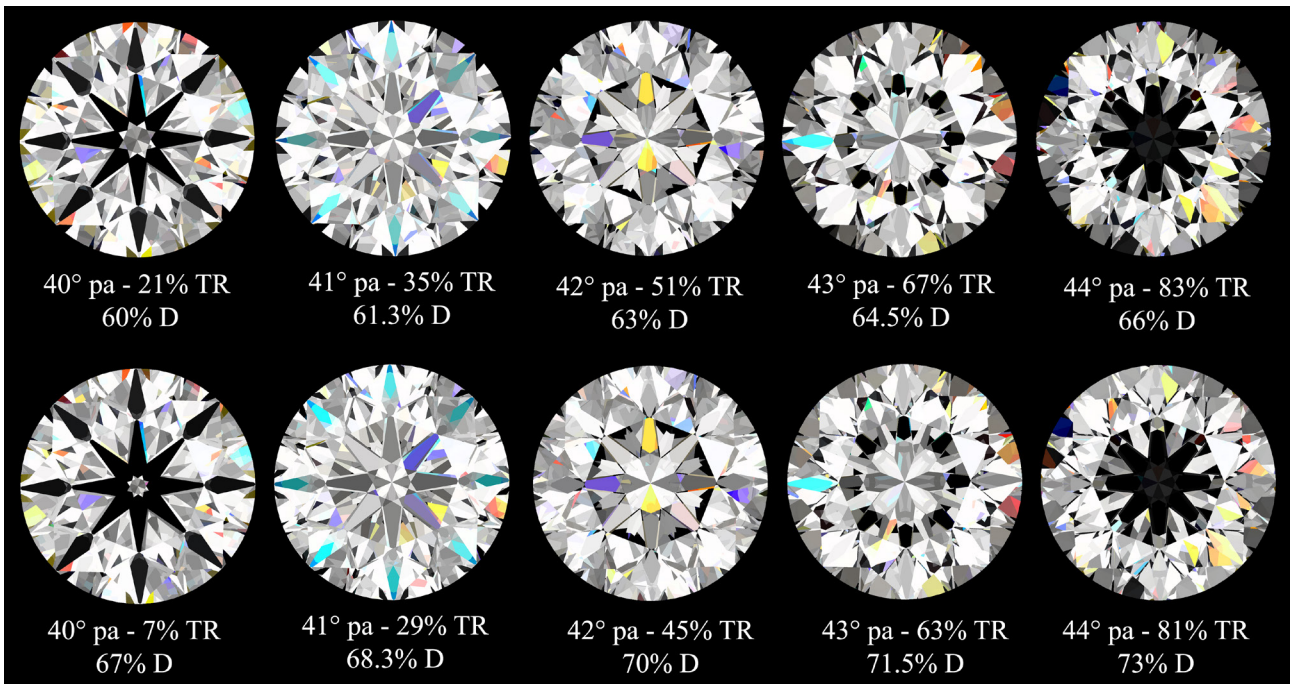 40° pa - 21% TR
60% D
41° pa - 35% TR
61.3% D
42° pa - 51% TR
63% D
43° pa - 67% TR
64.5% D
44° pa - 83% TR
66% D
40° pa - 7% TR
67% D
41° pa - 29% TR
68.3% D
42° pa - 45% TR
70% D
43° pa - 63% TR
71.5% D
44° pa - 81% TR
73% D